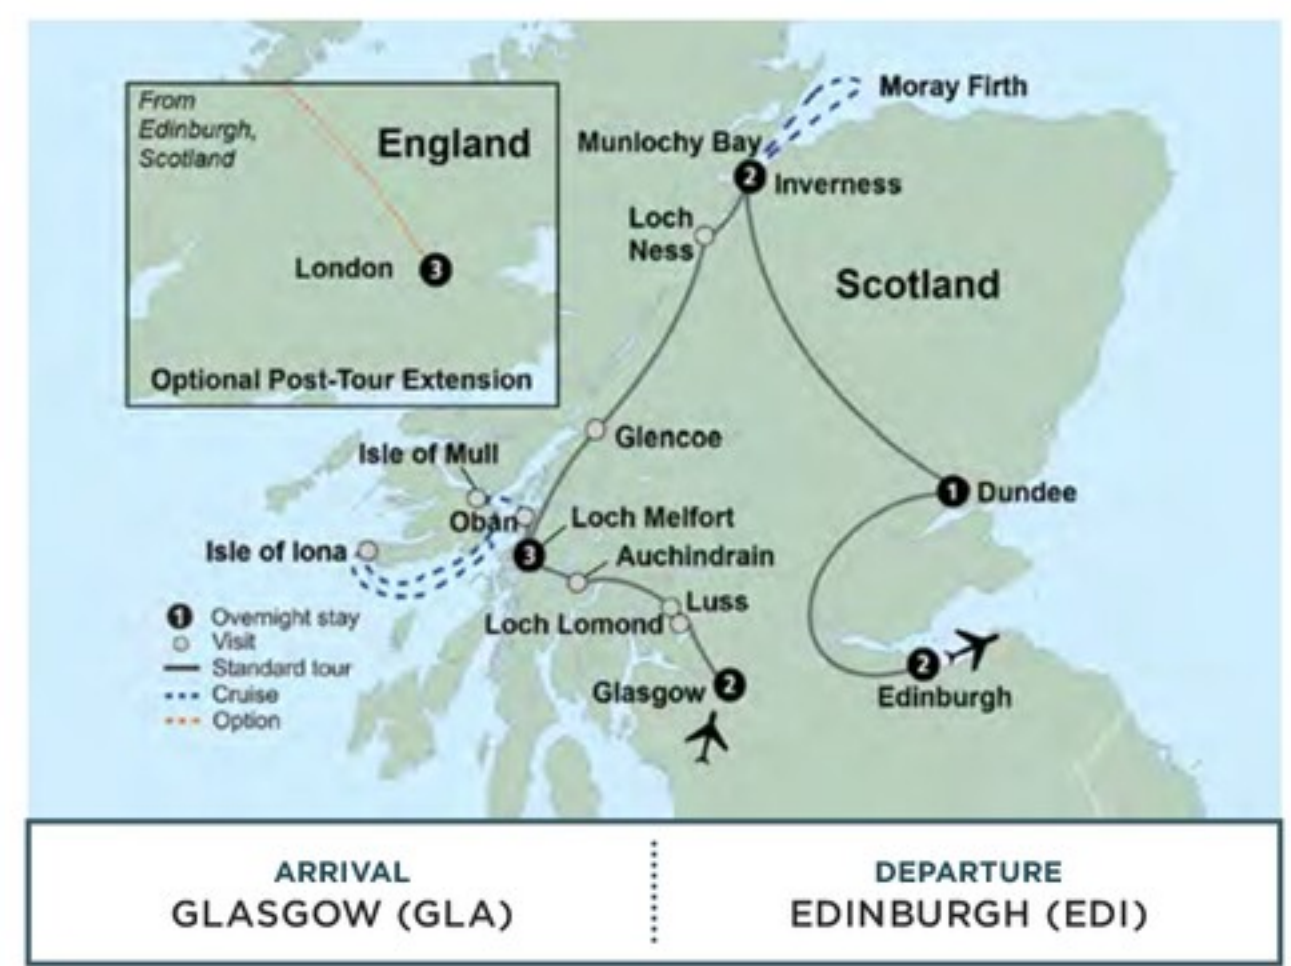 From
Edinburgh,
Scotland
England
London
3
Optional Post-Tour Extension
Moray Firth
Munlochy Bay
2
Inverness
Loch
Ness
Scotland
Glencoe
Isle of Mull
Oban
Loch Melfort
3
Isle of Iona
Auchindrain
Luss
Loch Lomond
Glasgow
2
1
Dundee
2
Edinburgh
1
Overnight stay
Visit
Standard tour
Cruise
Option
ARRIVAL
GLASGOW (GLA)
DEPARTURE
EDINBURGH (EDI)